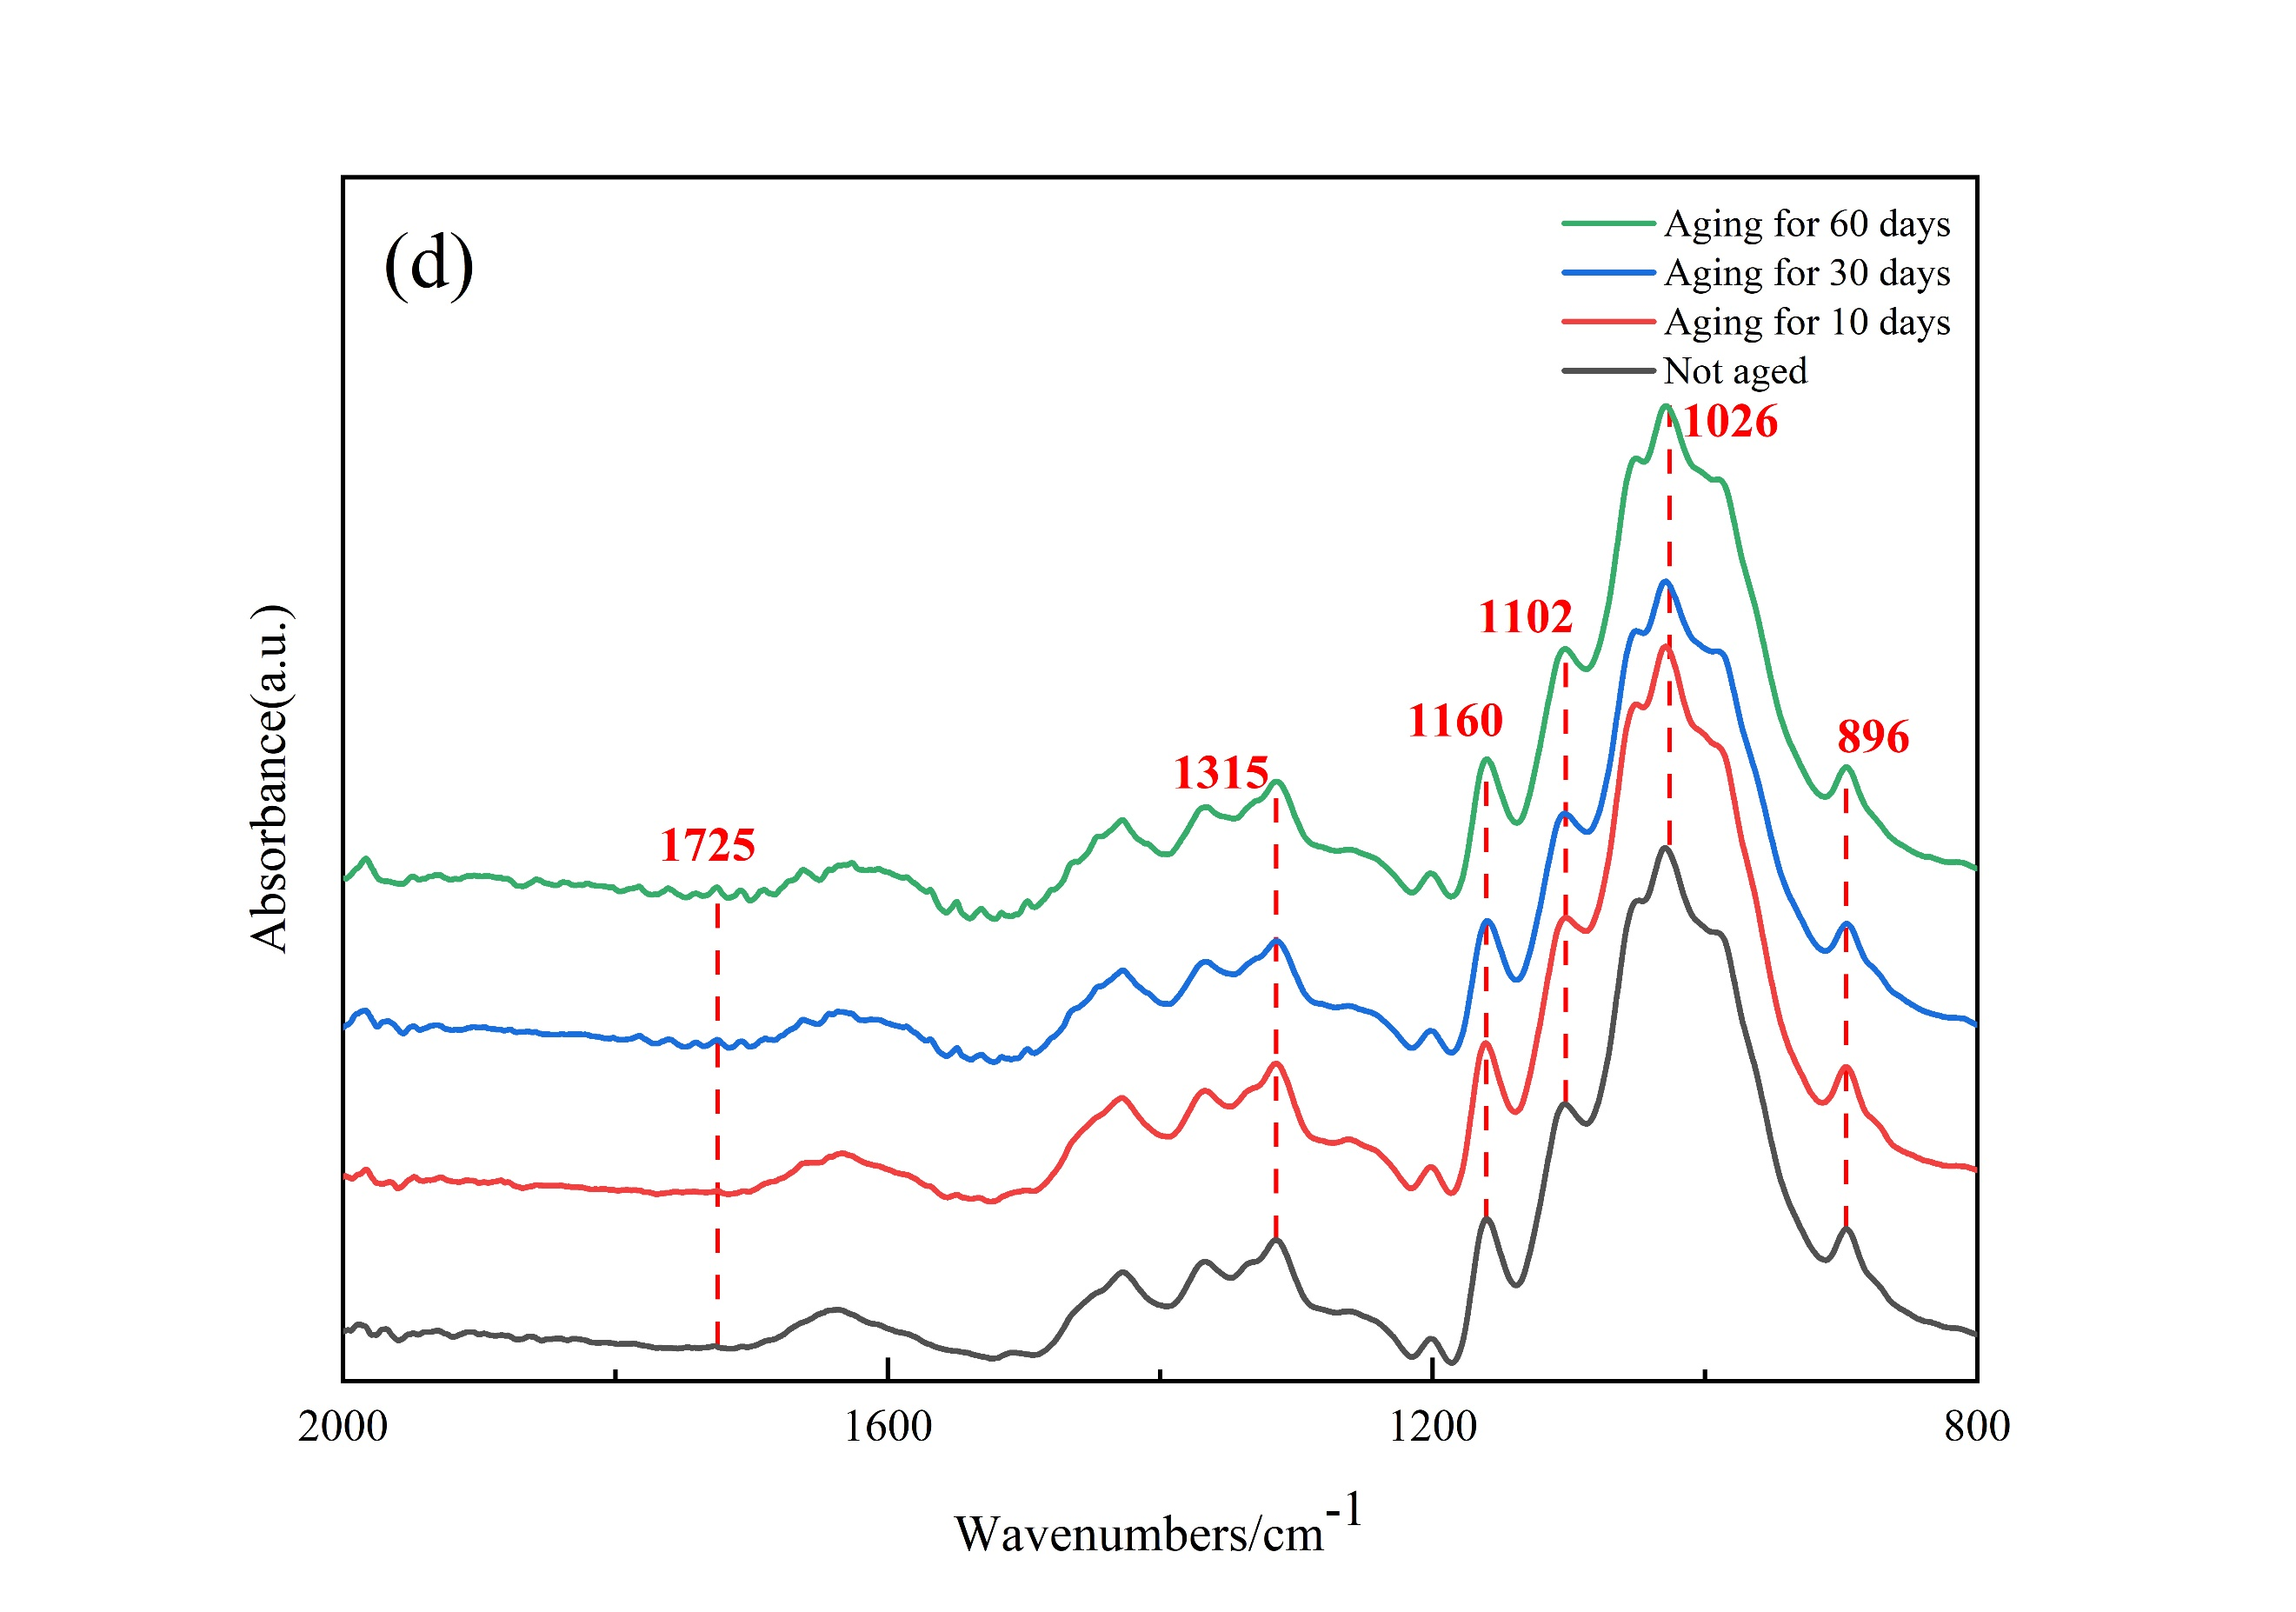 (d)
Aging for 60 days
Aging for 30 days
Aging for 10 days
Not aged
1026
1102
1160
896
1315
1725
Absorbance(a.u.)
2000
1600
1200
800
Wavenumbers/cm⁻¹